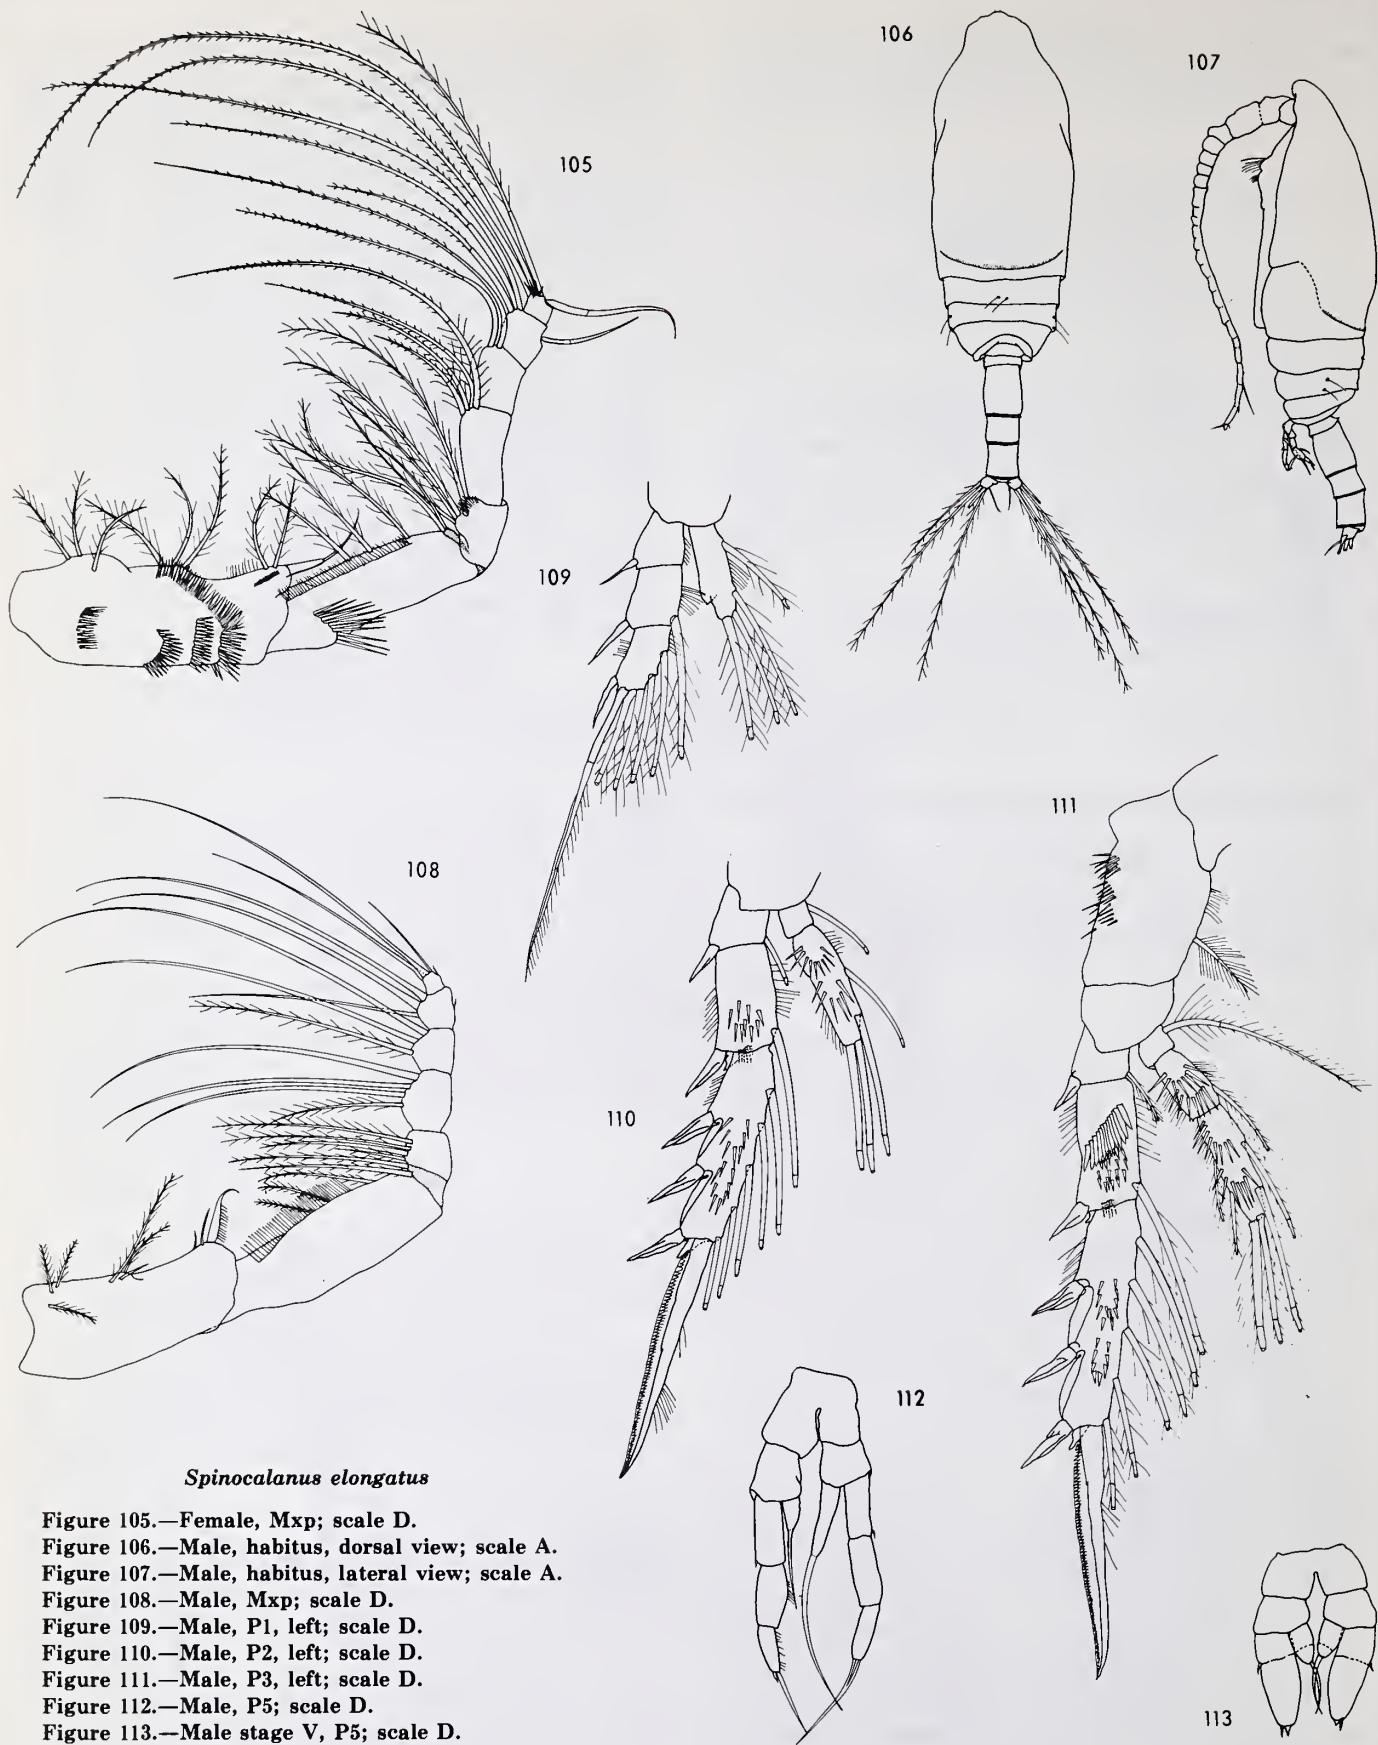 105
106
107
109
108
111
110
112
113
Spinocalanus elongatus
Figure 105.—Female, Mxp; scale D.
Figure 106.—Male, habitus, dorsal view; scale A.
Figure 107.—Male, habitus, lateral view; scale A.
Figure 108.—Male, Mxp; scale D.
Figure 109.—Male, P1, left; scale D.
Figure 110.—Male, P2, left; scale D.
Figure 111.—Male, P3, left; scale D.
Figure 112.—Male, P5; scale D.
Figure 113.—Male stage V, P5; scale D.